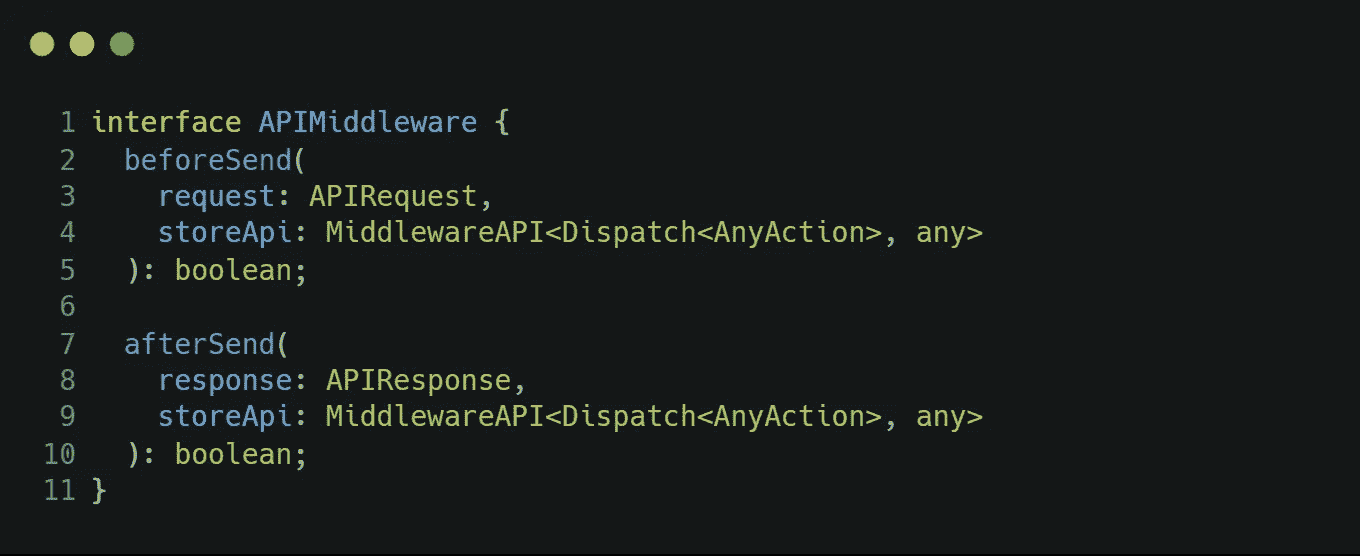 1 interface APIMiddleware {
2   beforeSend(
3     request: APIRequest,
4     storeApi: MiddlewareAPI<Dispatch<AnyAction>, any>
5   ): boolean;
6
7   afterSend(
8     response: APIResponse,
9     storeApi: MiddlewareAPI<Dispatch<AnyAction>, any>
10   ): boolean;
11 }